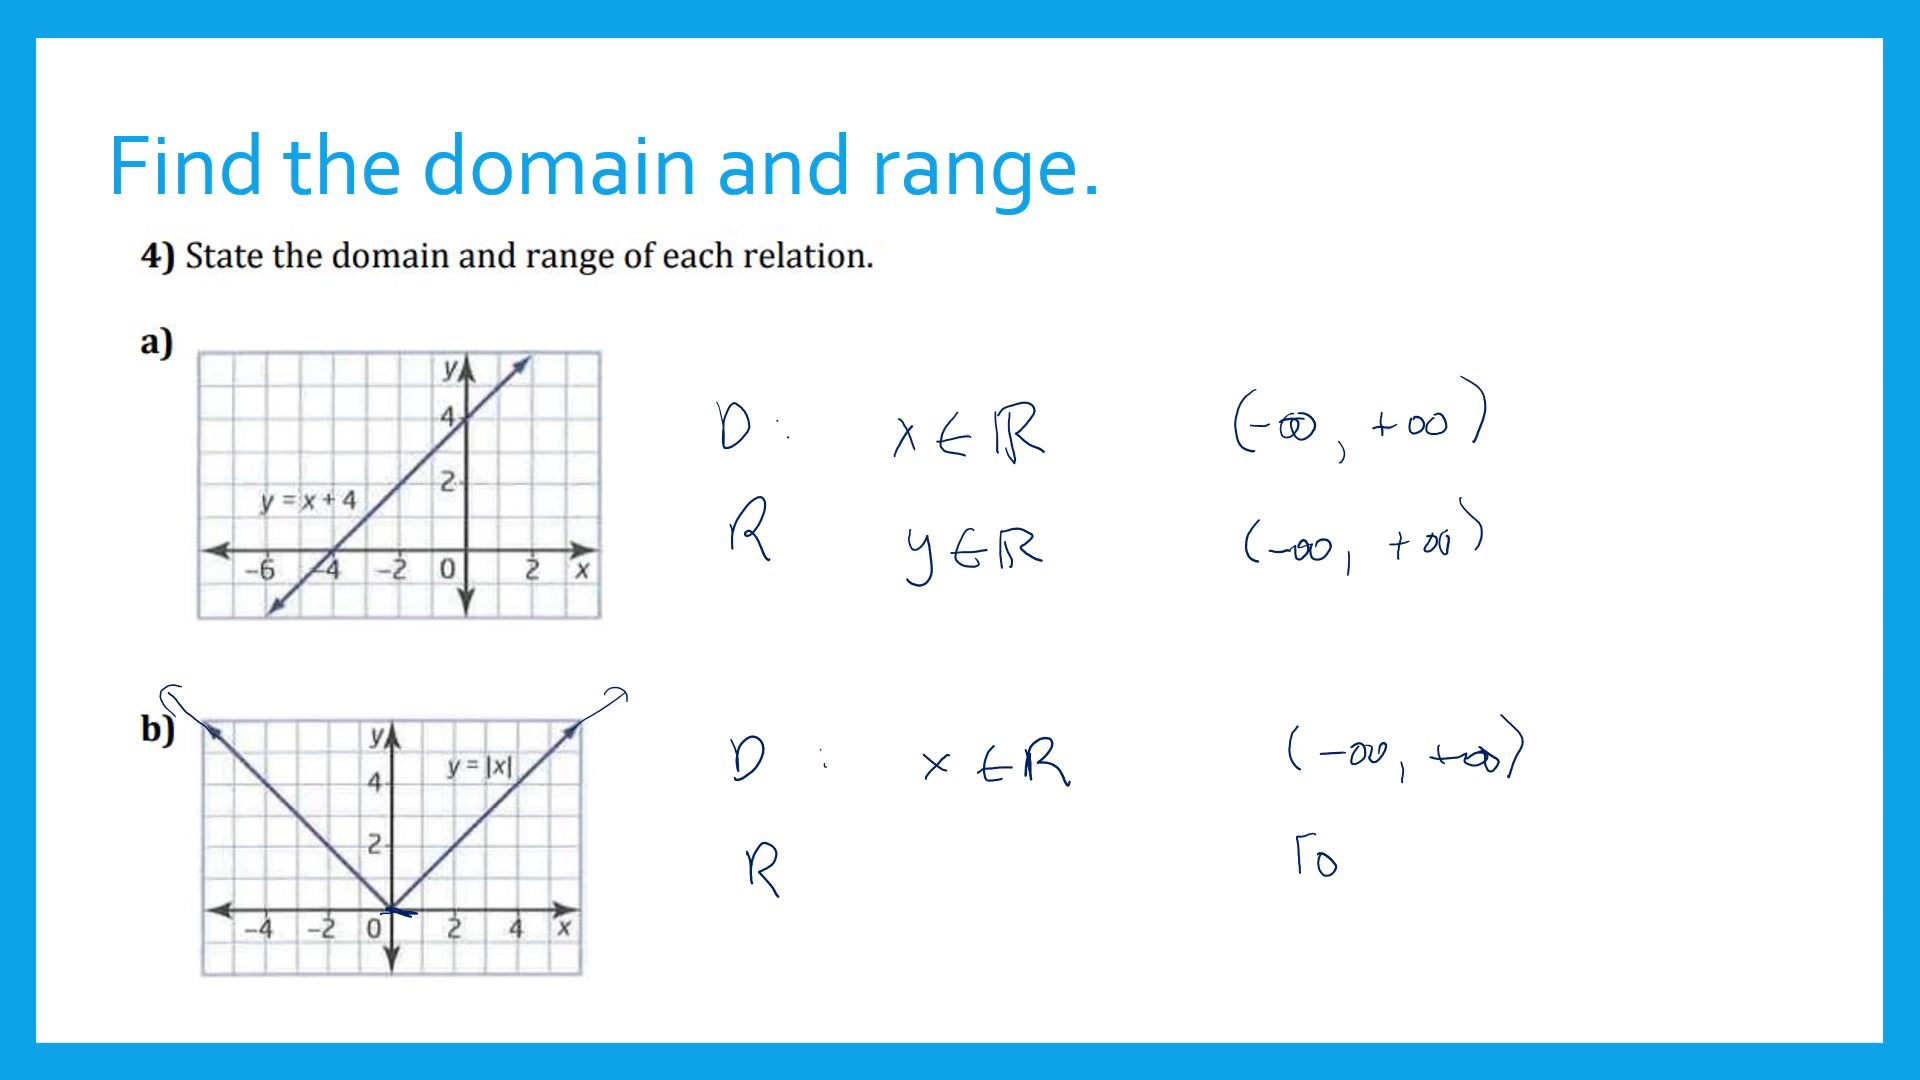 Find the domain and range.
4) State the domain and range of each relation.
a)
y
4
2
y = x + 4
−6 −4 −2 0 2 x
D : x ∈ ℝ (−∞, +∞)
R y ∈ ℝ (−∞, +∞)
b)
y
y = |x|
4
2
−4 −2 0 2 4 x
D : x ∈ ℝ (−∞, +∞)
R [0